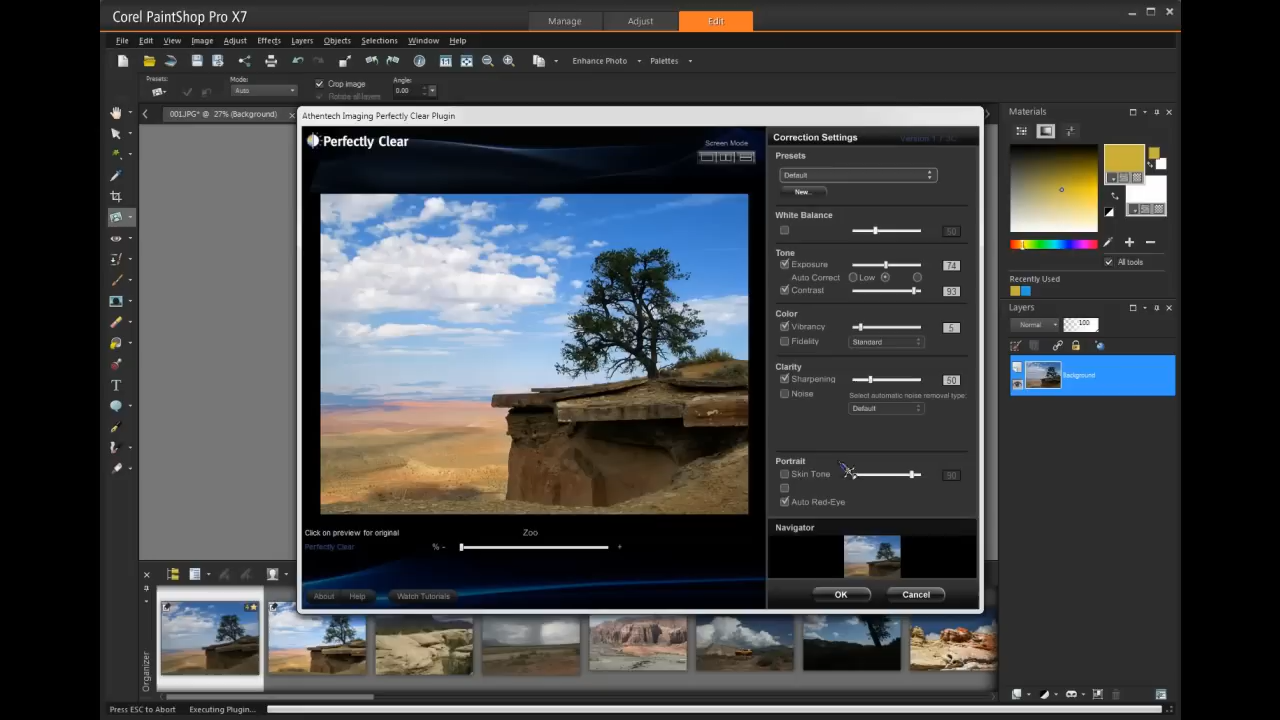 Corel PaintShop Pro X7
Manage Adjust Edit
File Edit View Image Adjust Effects Layers Objects Selections Window Help
Enhance Photo Palettes
Presets: Mode: Crop image Angle:
Auto Rotate all layers 0.00
001.JPG* @ 27% (Background)
Athentech Imaging Perfectly Clear Plugin
Perfectly Clear
Screen Mode
Correction Settings
Presets
Default
New..
White Balance
50
Tone
Exposure 74
Auto Correct Low
Contrast 93
Color
Vibrancy 5
Fidelity Standard
Clarity
Sharpening 50
Noise Select automatic noise removal type:
Default
Portrait
Skin Tone 90
Auto Red-Eye
Navigator
Click on preview for original Zoo
Perfectly Clear % - +
About Help Watch Tutorials
OK Cancel
Materials
All tools
Recently Used
Layers
Normal 100
Background
4
Organizer
Press ESC to Abort Executing Plugin...